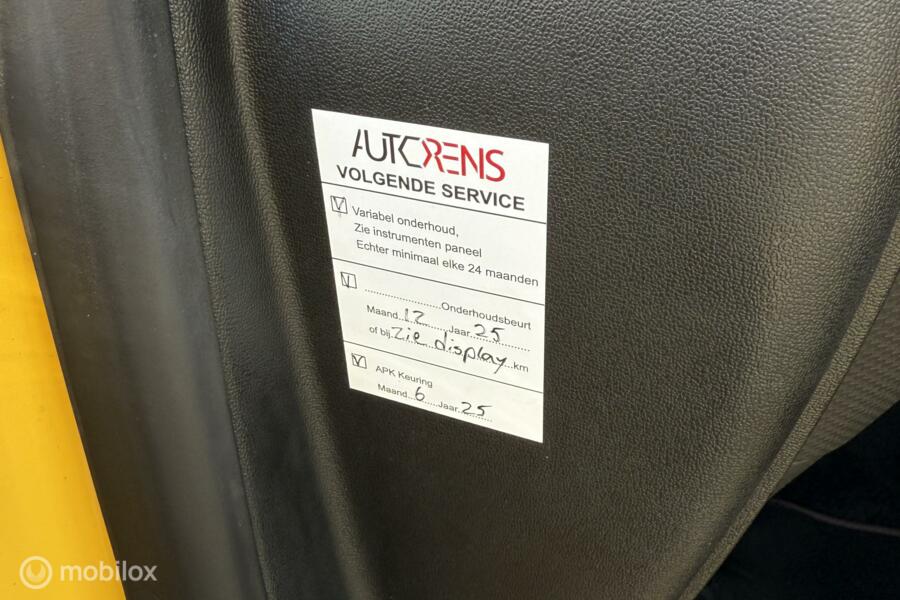 AUTORENS
VOLGENDE SERVICE
V Variabel onderhoud,
Zie instrumenten paneel
Echter minimaal elke 24 maanden
V ....................Onderhoudsbeurt
Maand 12 Jaar 25
of bij Zie display km
V APK Keuring
Maand 6 Jaar 25
mobilox